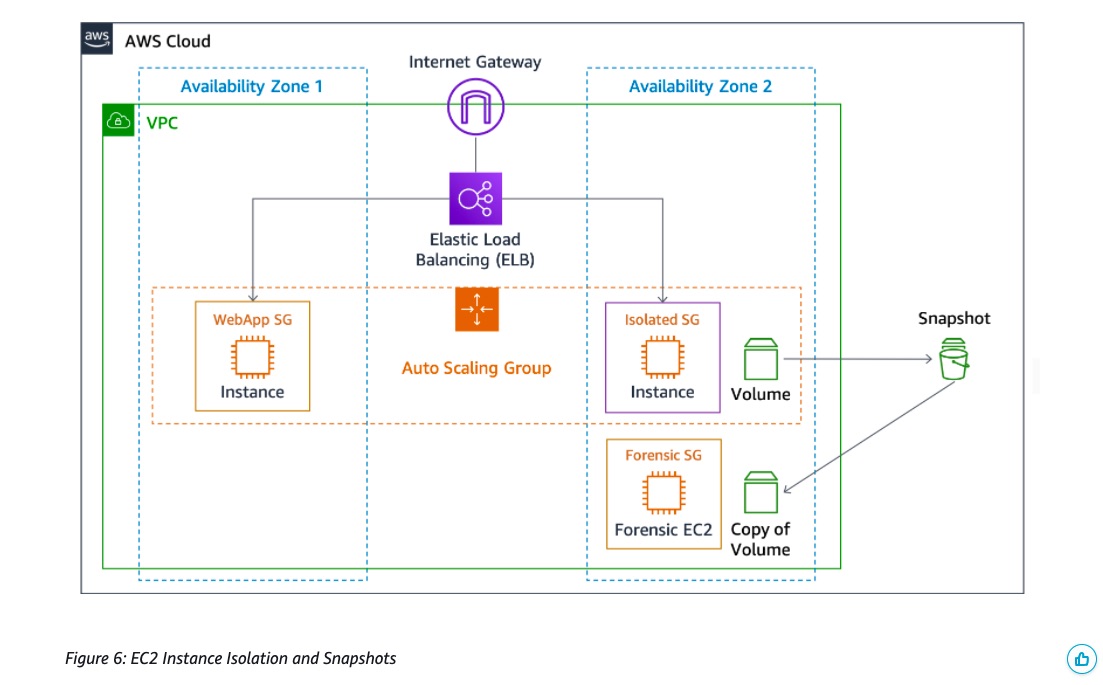 aws
AWS Cloud
Internet Gateway
Availability Zone 1
Availability Zone 2
VPC
Elastic Load
Balancing (ELB)
WebApp SG
Instance
Auto Scaling Group
Isolated SG
Instance
Volume
Snapshot
Forensic SG
Forensic EC2
Copy of
Volume
Figure 6: EC2 Instance Isolation and Snapshots